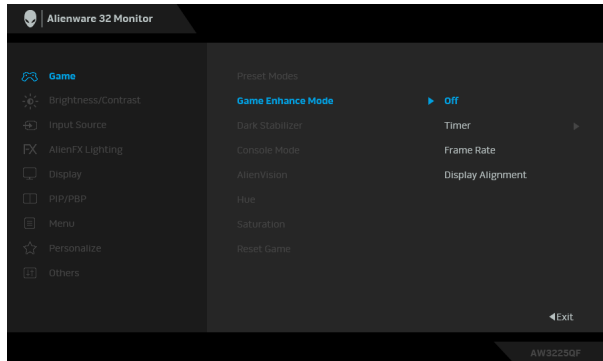 Alienware 32 Monitor
Game
Brightness/Contrast
Input Source
FX AlienFX Lighting
Display
PIP/PBP
Menu
Personalize
Others
Preset Modes
Game Enhance Mode
Dark Stabilizer
Console Mode
AlienVision
Hue
Saturation
Reset Game
Off
Timer
Frame Rate
Display Alignment
Exit
AW3225QF